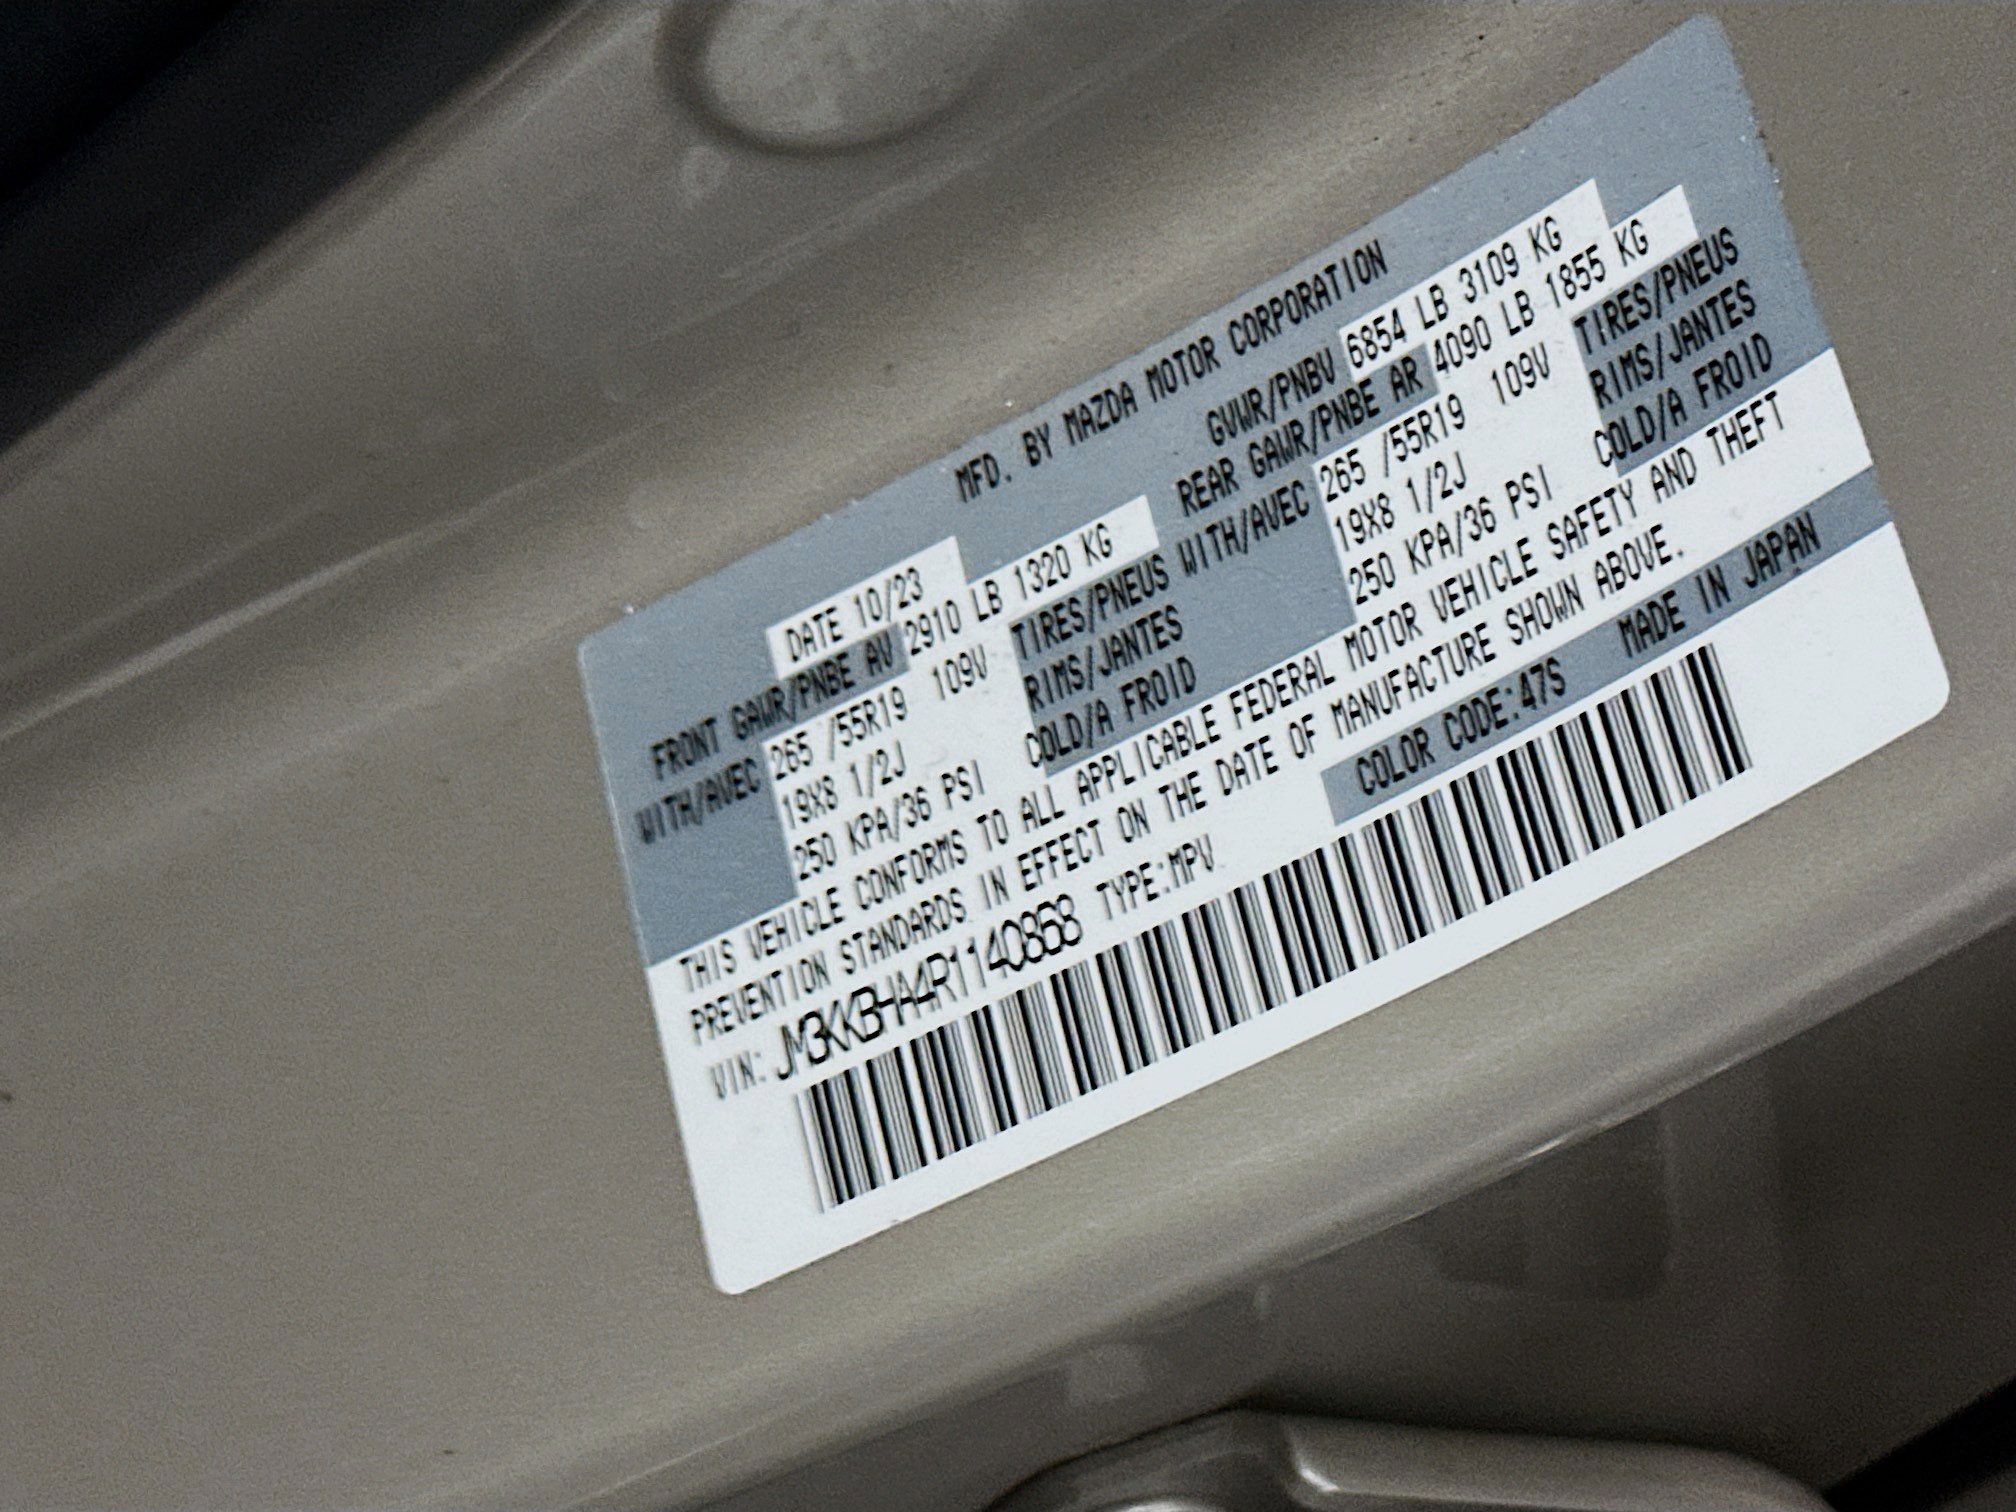 MFD. BY MAZDA MOTOR CORPORATION
DATE 10/23 GVWR/PNBV 6854 LB 3109 KG
FRONT GAWR/PNBE AV 2910 LB 1320 KG REAR GAWR/PNBE AR 4090 LB 1855 KG
WITH/AVEC 265 /55R19 109V TIRES/PNEUS WITH/AVEC 265 /55R19 109V TIRES/PNEUS
19X8 1/2J RIMS/JANTES 19X8 1/2J RIMS/JANTES
250 KPA/36 PSI COLD/A FROID 250 KPA/36 PSI COLD/A FROID
THIS VEHICLE CONFORMS TO ALL APPLICABLE FEDERAL MOTOR VEHICLE SAFETY AND THEFT
PREVENTION STANDARDS IN EFFECT ON THE DATE OF MANUFACTURE SHOWN ABOVE.
VIN: JM3KKBHA4R1140868 TYPE:MPV COLOR CODE:47S MADE IN JAPAN